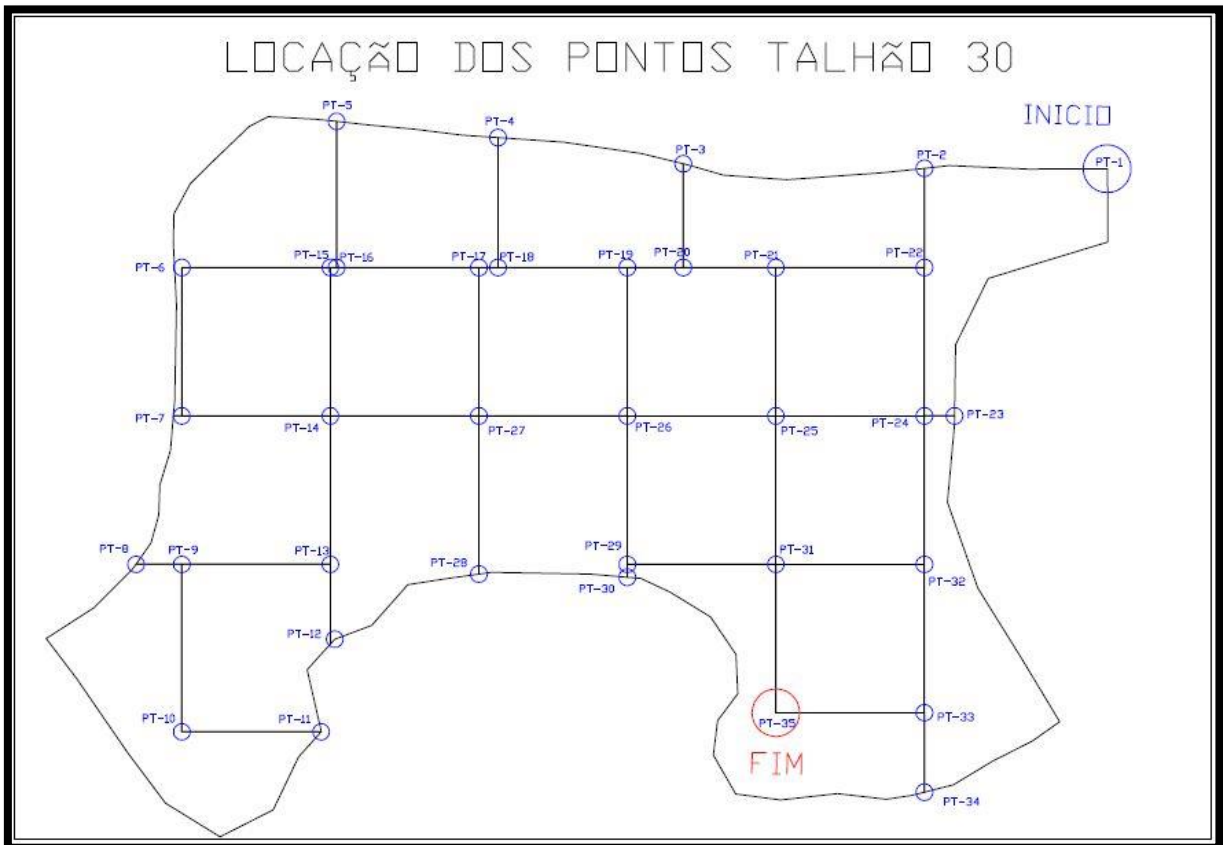 LOCAÇÃO DOS PONTOS TALHÃO 30
INICIO
PT-5
PT-4
PT-3
PT-2
PT-1
PT-6
PT-15
PT-16
PT-17
PT-18
PT-19
PT-20
PT-21
PT-22
PT-7
PT-14
PT-27
PT-26
PT-25
PT-24
PT-23
PT-8
PT-9
PT-13
PT-28
PT-29
PT-30
PT-31
PT-32
PT-12
PT-10
PT-11
PT-35
PT-33
FIM
PT-34